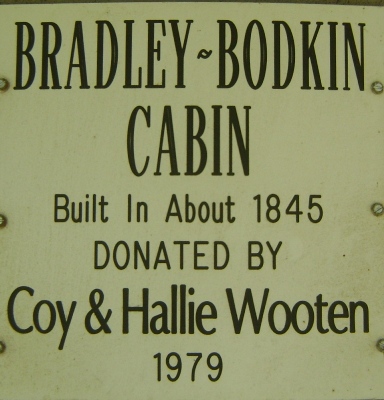 BRADLEY~BODKIN
CABIN
Built In About 1845
DONATED BY
Coy & Hallie Wooten
1979